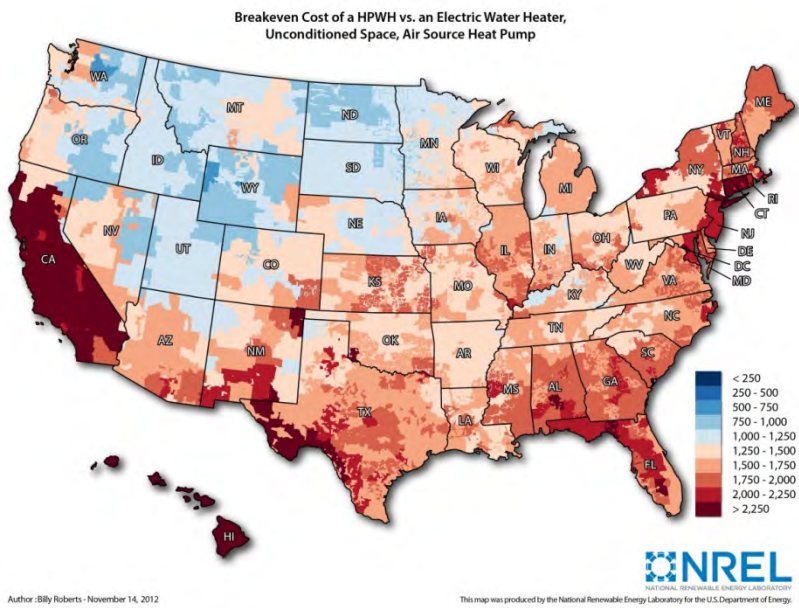 Breakeven Cost of a HPWH vs. an Electric Water Heater,
Unconditioned Space, Air Source Heat Pump
WA
MT
ND
MN
ME
OR
ID
SD
WI
VT
NH
NY
MA
WY
MI
RI
CT
NV
NE
IA
PA
NJ
UT
IL
IN
OH
DE
CA
CO
DC
MD
KS
MO
WV
VA
KY
AZ
NM
OK
TN
NC
AR
SC
MS
AL
GA
TX
LA
FL
HI
< 250
250 - 500
500 - 750
750 - 1,000
1,000 - 1,250
1,250 - 1,500
1,500 - 1,750
1,750 - 2,000
2,000 - 2,250
> 2,250
NREL
NATIONAL RENEWABLE ENERGY LABORATORY
Author : Billy Roberts - November 14, 2012
This map was produced by the National Renewable Energy Laboratory for the U.S. Department of Energy.